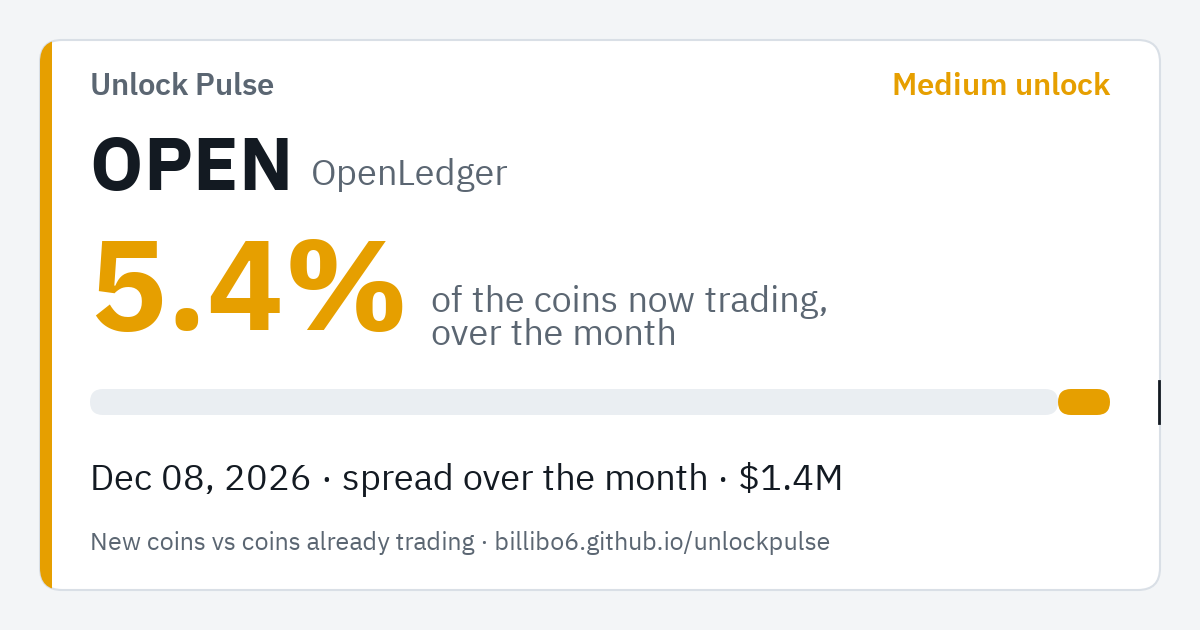 Unlock Pulse
Medium unlock
OPEN OpenLedger
5.4% of the coins now trading,
over the month
Dec 08, 2026 · spread over the month · $1.4M
New coins vs coins already trading · billibo6.github.io/unlockpulse